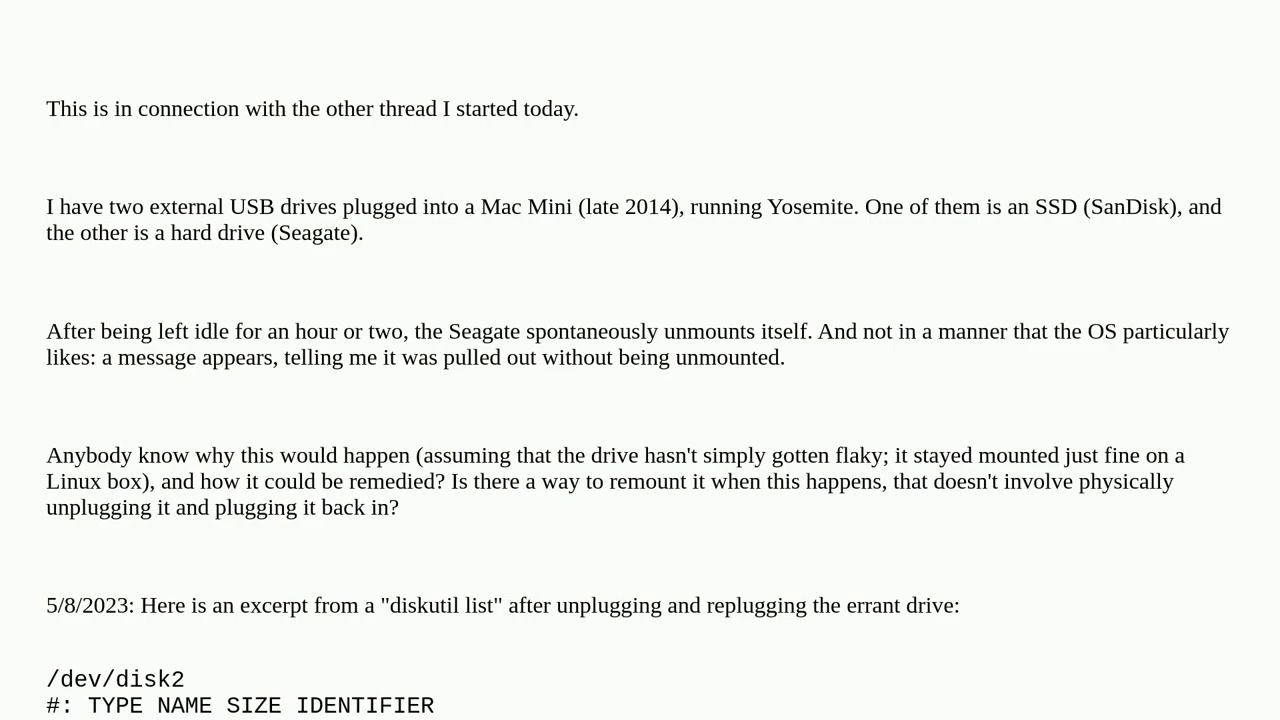 This is in connection with the other thread I started today.
I have two external USB drives plugged into a Mac Mini (late 2014), running Yosemite. One of them is an SSD (SanDisk), and
the other is a hard drive (Seagate).
After being left idle for an hour or two, the Seagate spontaneously unmounts itself. And not in a manner that the OS particularly
likes: a message appears, telling me it was pulled out without being unmounted.
Anybody know why this would happen (assuming that the drive hasn't simply gotten flaky; it stayed mounted just fine on a
Linux box), and how it could be remedied? Is there a way to remount it when this happens, that doesn't involve physically
unplugging it and plugging it back in?
5/8/2023: Here is an excerpt from a "diskutil list" after unplugging and replugging the errant drive:
/dev/disk2
#: TYPE NAME SIZE IDENTIFIER